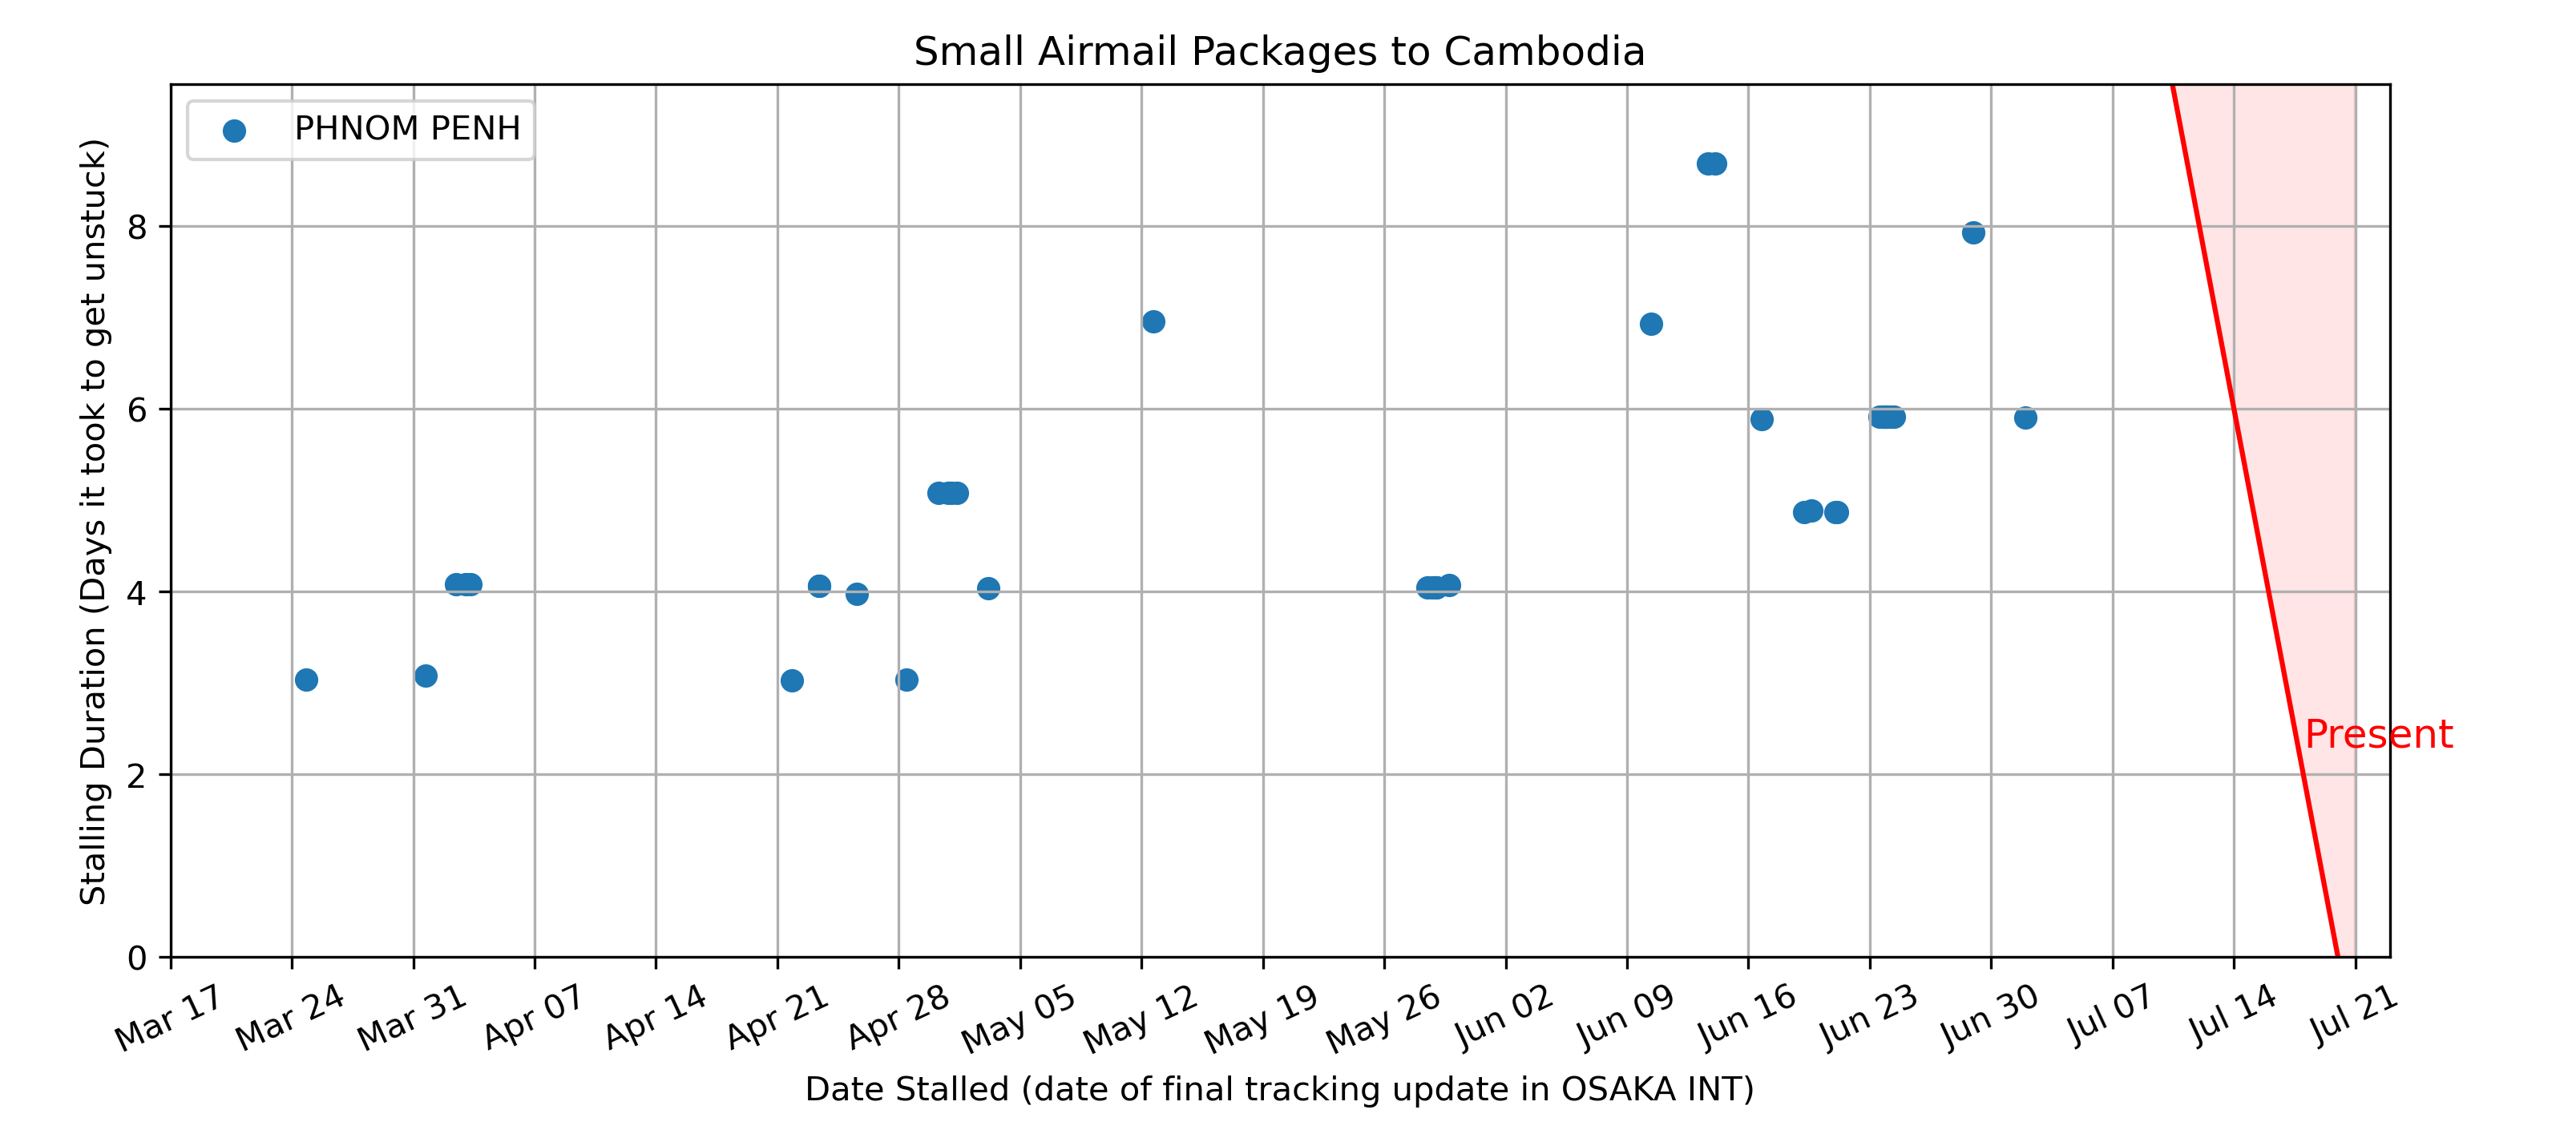 Small Airmail Packages to Cambodia
PHNOM PENH
Stalling Duration (Days it took to get unstuck)
8
6
4
2
0
Present
Mar 17
Mar 24
Mar 31
Apr 07
Apr 14
Apr 21
Apr 28
May 05
May 12
May 19
May 26
Jun 02
Jun 09
Jun 16
Jun 23
Jun 30
Jul 07
Jul 14
Jul 21
Date Stalled (date of final tracking update in OSAKA INT)